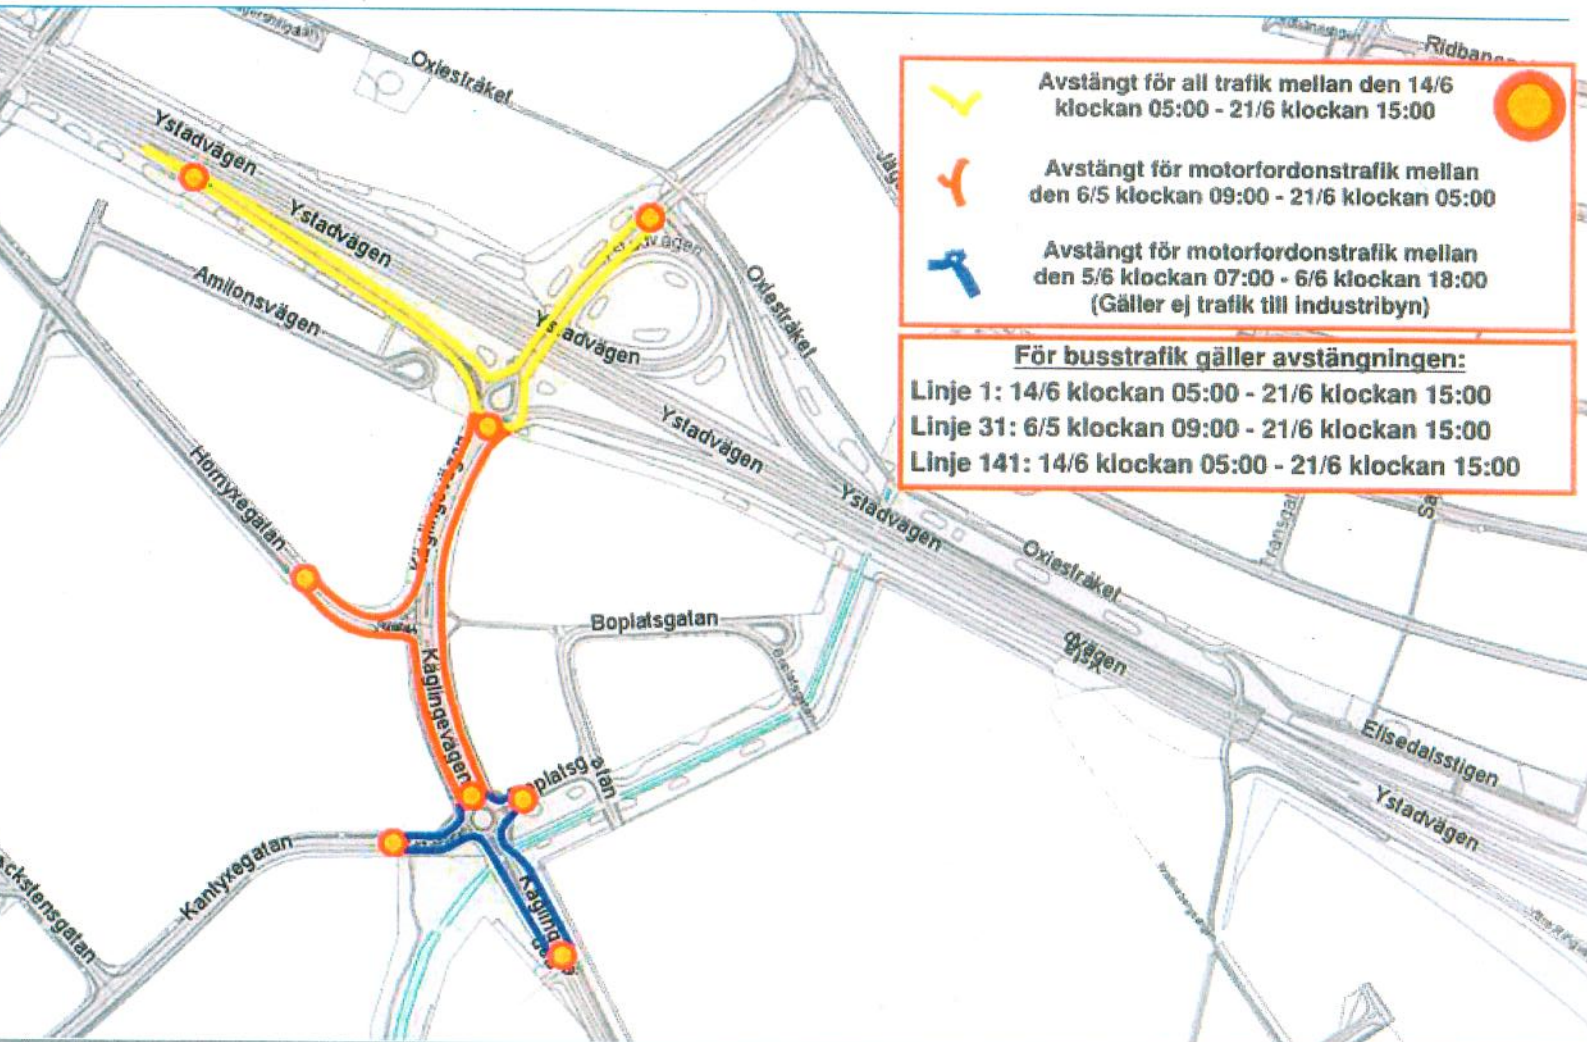 Oxiestråket
Ystadvägen
Ystadvägen
Amilonsvägen
Oxiestråket
Ystadvägen
Ystadvägen
Ystadvägen
Oxiestråket
Hornyxegatan
Boplatsgatan
Käglingevägen
Elisedalsstigen
Ystadvägen
Kantyxegatan
Avstängt för all trafik mellan den 14/6
klockan 05:00 - 21/6 klockan 15:00
Avstängt för motorfordonstrafik mellan
den 6/5 klockan 09:00 - 21/6 klockan 05:00
Avstängt för motorfordonstrafik mellan
den 5/6 klockan 07:00 - 6/6 klockan 18:00
(Gäller ej trafik till industribyn)
För busstrafik gäller avstängningen:
Linje 1: 14/6 klockan 05:00 - 21/6 klockan 15:00
Linje 31: 6/5 klockan 09:00 - 21/6 klockan 15:00
Linje 141: 14/6 klockan 05:00 - 21/6 klockan 15:00